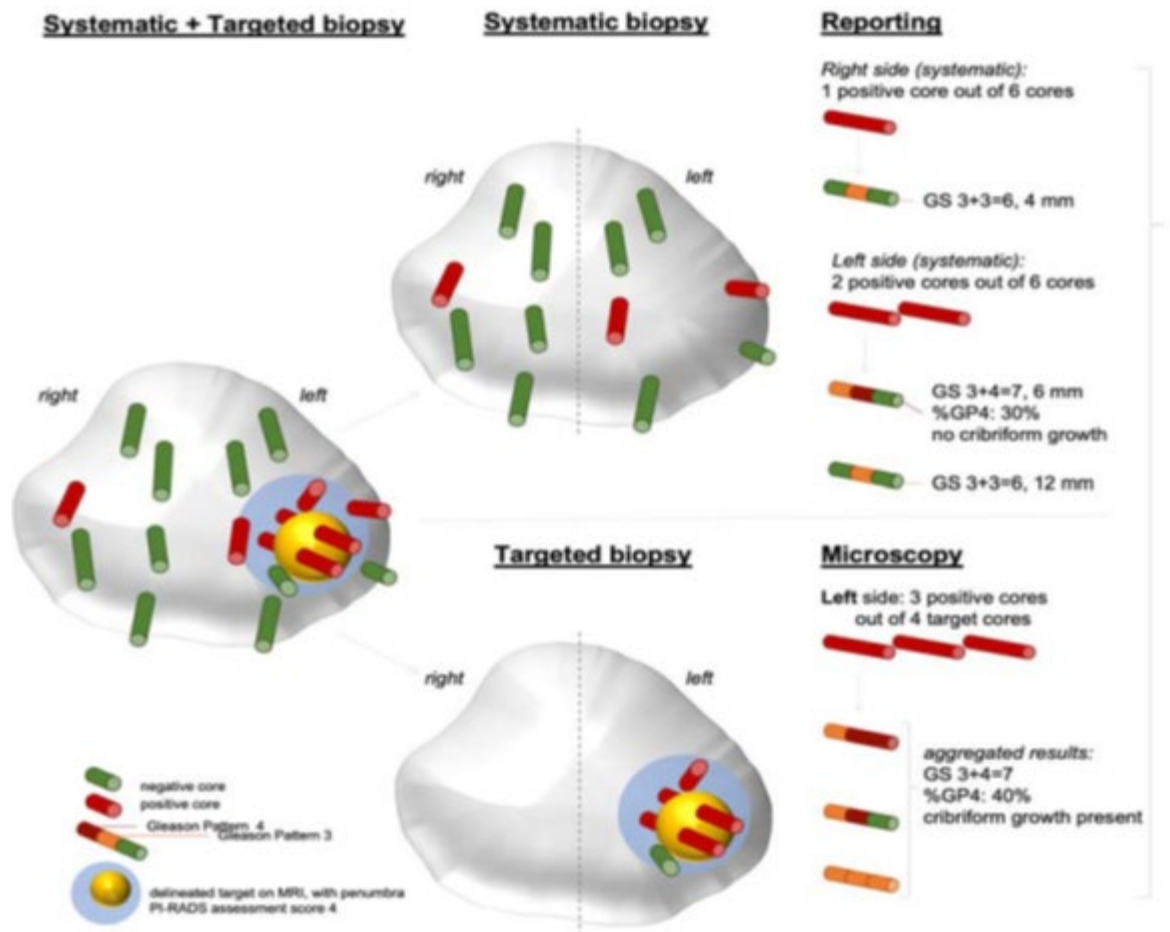 Systematic + Targeted biopsy
Systematic biopsy
Reporting
Right side (systematic):
1 positive core out of 6 cores
GS 3+3=6, 4 mm
Left side (systematic):
2 positive cores out of 6 cores
GS 3+4=7, 6 mm
%GP4: 30%
no cribriform growth
GS 3+3=6, 12 mm
right
left
right
left
Targeted biopsy
Microscopy
Left side: 3 positive cores
out of 4 target cores
right
left
aggregated results:
GS 3+4=7
%GP4: 40%
cribriform growth present
negative core
positive core
Gleason Pattern 4
Gleason Pattern 3
delineated target on MRI, with penumbra
PI-RADS assessment score 4